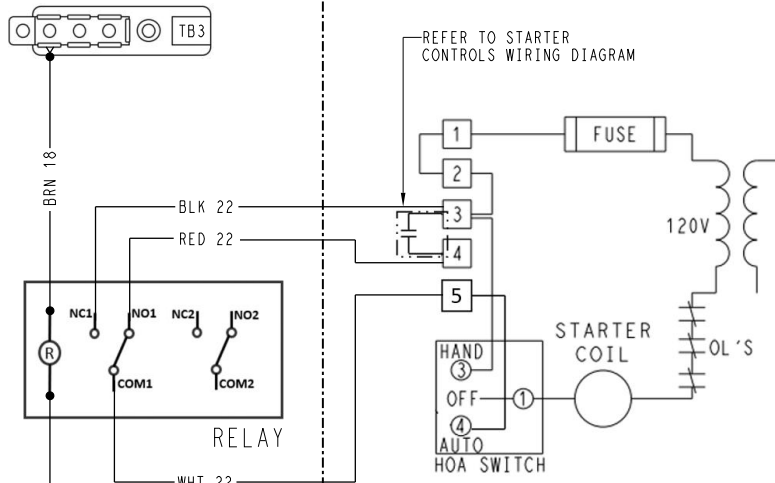 TB3
REFER TO STARTER
CONTROLS WIRING DIAGRAM
1
FUSE
BRN 18
2
BLK 22
3
120V
RED 22
4
5
NC1
NO1
NC2
NO2
STARTER
COIL
OL'S
HAND
3
R
COM1
COM2
OFF
1
4
AUTO
RELAY
HOA SWITCH
WHT 22